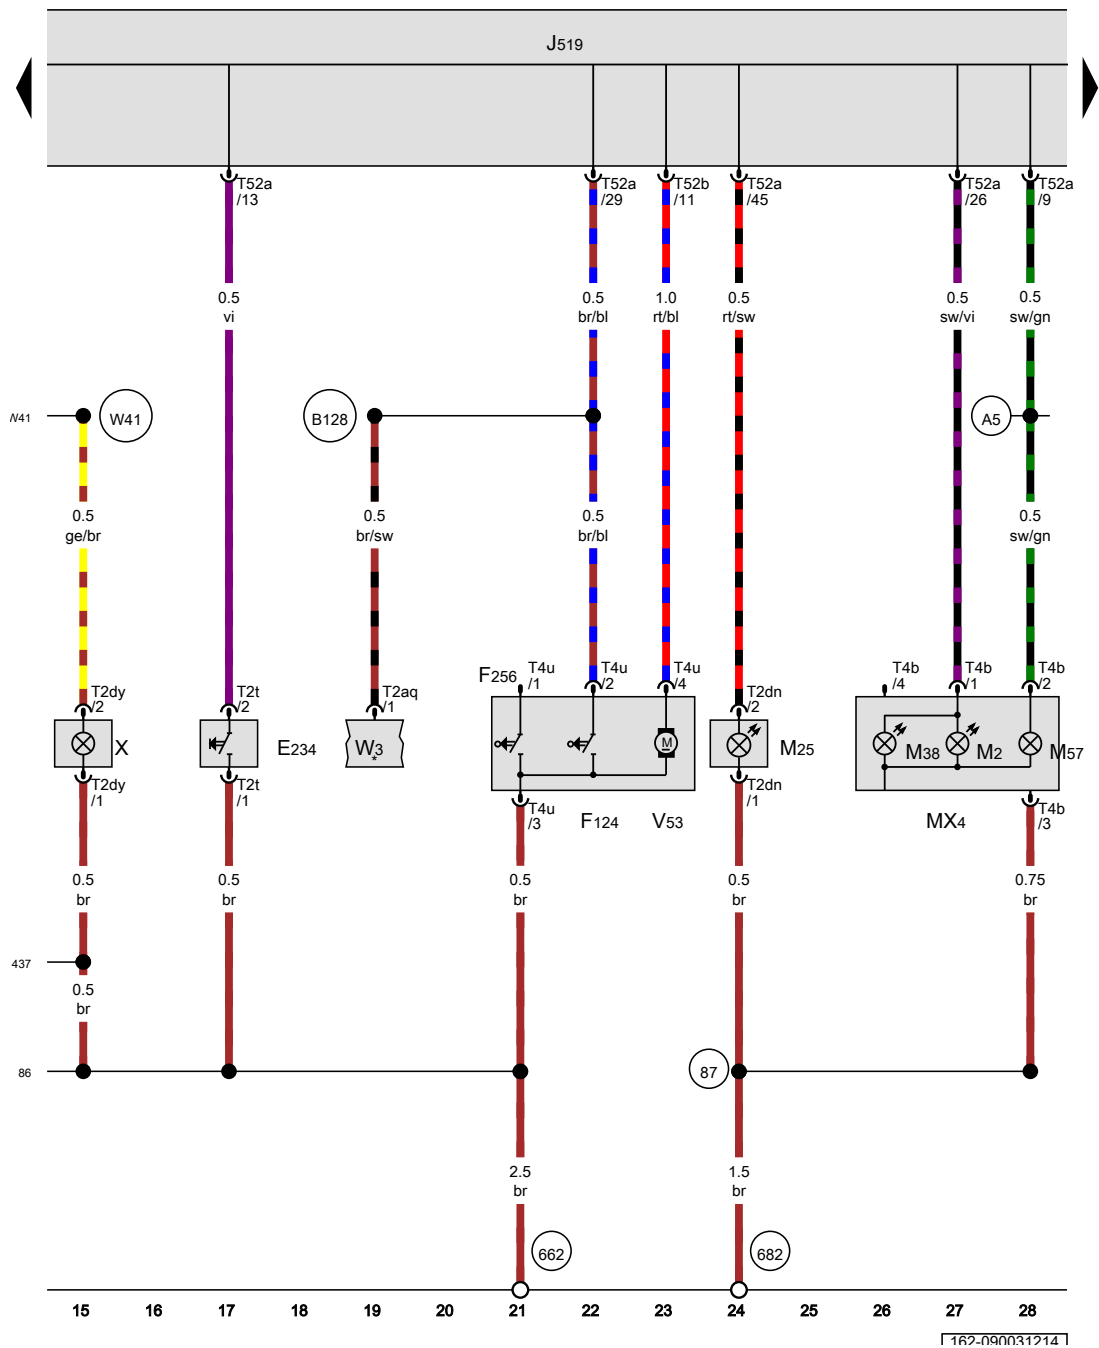 J519
T52a
/13
T52a
/29
T52b
/11
T52a
/45
T52a
/26
T52a
/9
0.5
vi
0.5
br/bl
1.0
rt/bl
0.5
rt/sw
0.5
sw/vi
0.5
sw/gn
W41
W41
B128
A5
0.5
ge/br
0.5
br/sw
0.5
br/bl
0.5
sw/gn
T2dy
/2
T2t
/2
T2aq
/1
F256
T4u
/1
T4u
/2
T4u
/4
T2dn
/2
T4b
/4
T4b
/1
T4b
/2
X
E234
W3
*
M
M25
M38
M2
M57
T2dy
/1
T2t
/1
T4u
/3
F124
V53
T2dn
/1
MX4
T4b
/3
0.5
br
0.5
br
0.5
br
0.5
br
0.75
br
437
0.5
br
86
87
2.5
br
1.5
br
662
682
15 16 17 18 19 20 21 22 23 24 25 26 27 28
162-090031214